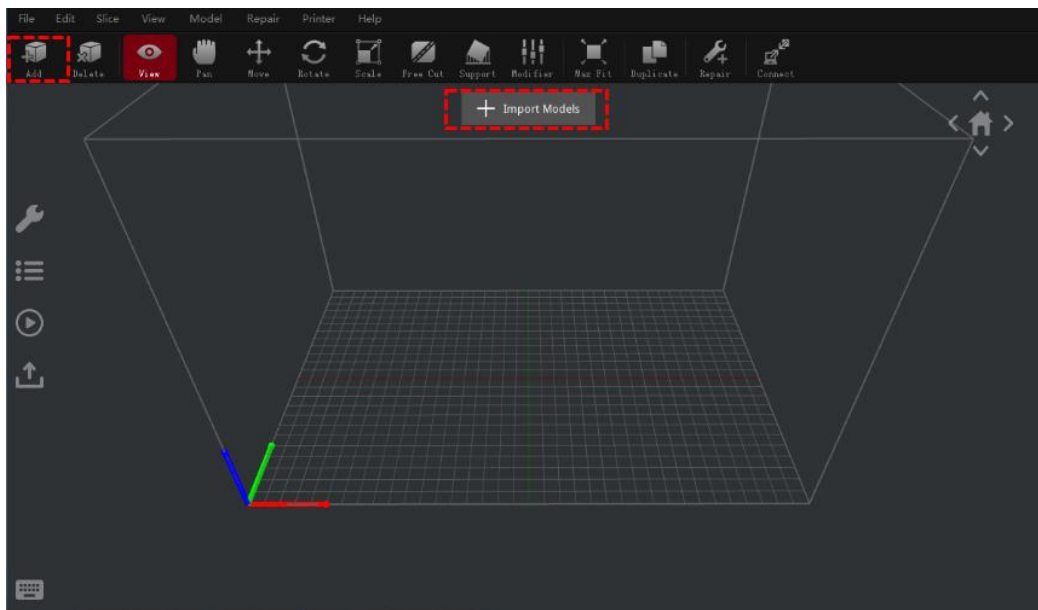 File Edit Slice View Model Repair Printer Help
Add Delete View Pan Move Rotate Scale Free Cut Support Modifier Max Fit Duplicate Repair Connect
Import Models